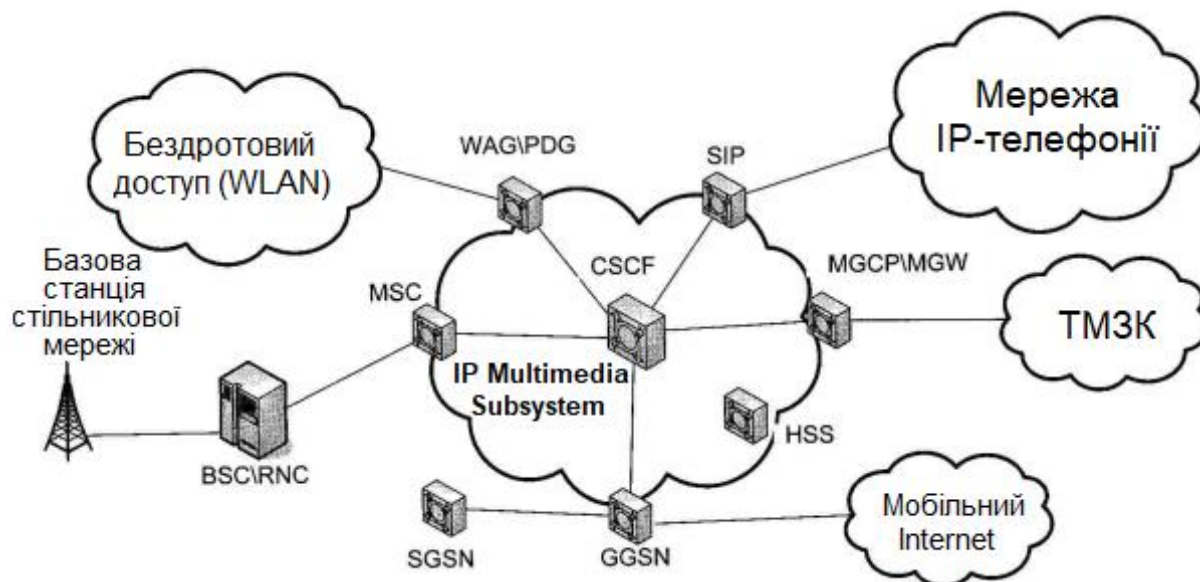 Мережа
IP-телефонії
Бездротовий
доступ (WLAN)
WAG\PDG
SIP
Базова
станція
стільникової
мережі
MSC
CSCF
MGCP\MGW
ТМЗК
IP Multimedia
Subsystem
HSS
BSC\RNC
SGSN
GGSN
Мобільний
Internet